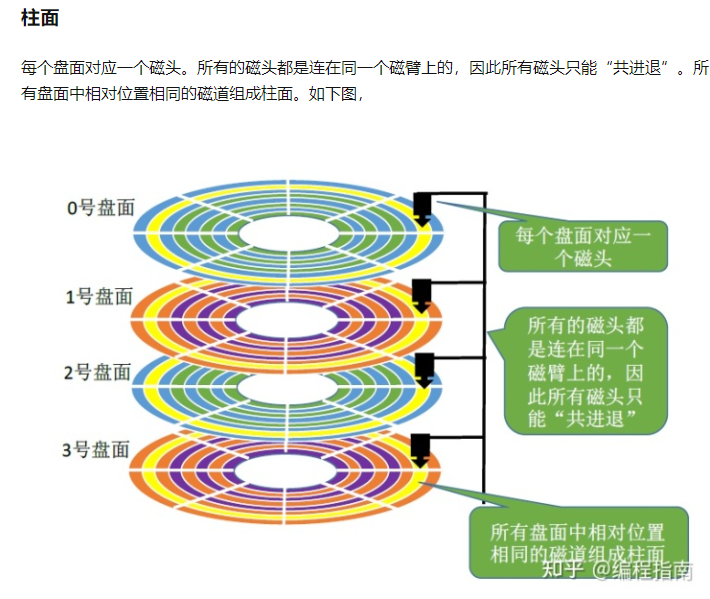 柱面
每个盘面对应一个磁头。所有的磁头都是连在同一个磁臂上的，因此所有磁头只能“共进退”。所
有盘面中相对位置相同的磁道组成柱面。如下图，
0号盘面
每个盘面对应一
个磁头
1号盘面
所有的磁头都
是连在同一个
磁臂上的，因
此所有磁头只
能“共进退”
2号盘面
3号盘面
所有盘面中相对位置
相同的磁道组成柱面
知乎 @编程指南